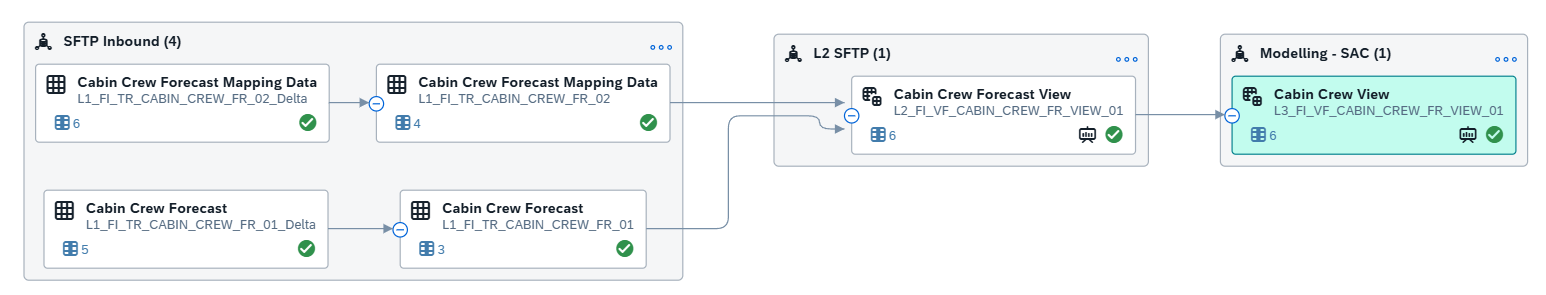 SFTP Inbound (4)
Cabin Crew Forecast Mapping Data
L1_FI_TR_CABIN_CREW_FR_02_Delta
6
Cabin Crew Forecast Mapping Data
L1_FI_TR_CABIN_CREW_FR_02
4
Cabin Crew Forecast
L1_FI_TR_CABIN_CREW_FR_01_Delta
5
Cabin Crew Forecast
L1_FI_TR_CABIN_CREW_FR_01
3
L2 SFTP (1)
Cabin Crew Forecast View
L2_FI_VF_CABIN_CREW_FR_VIEW_01
6
Modelling - SAC (1)
Cabin Crew View
L3_FI_VF_CABIN_CREW_FR_VIEW_01
6